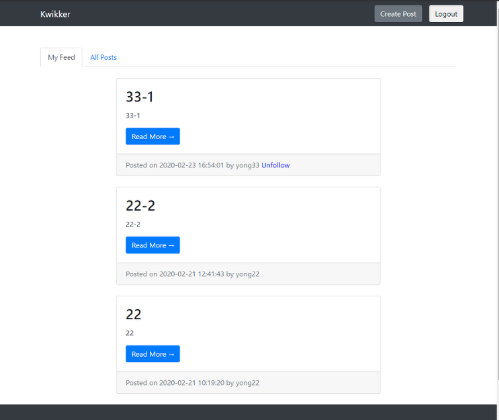 Kwikker Create Post Logout
My Feed All Posts
33-1
33-1
Read More →
Posted on 2020-02-23 16:54:01 by yong33 Unfollow
22-2
22-2
Read More →
Posted on 2020-02-21 12:41:43 by yong22
22
22
Read More →
Posted on 2020-02-21 10:19:20 by yong22